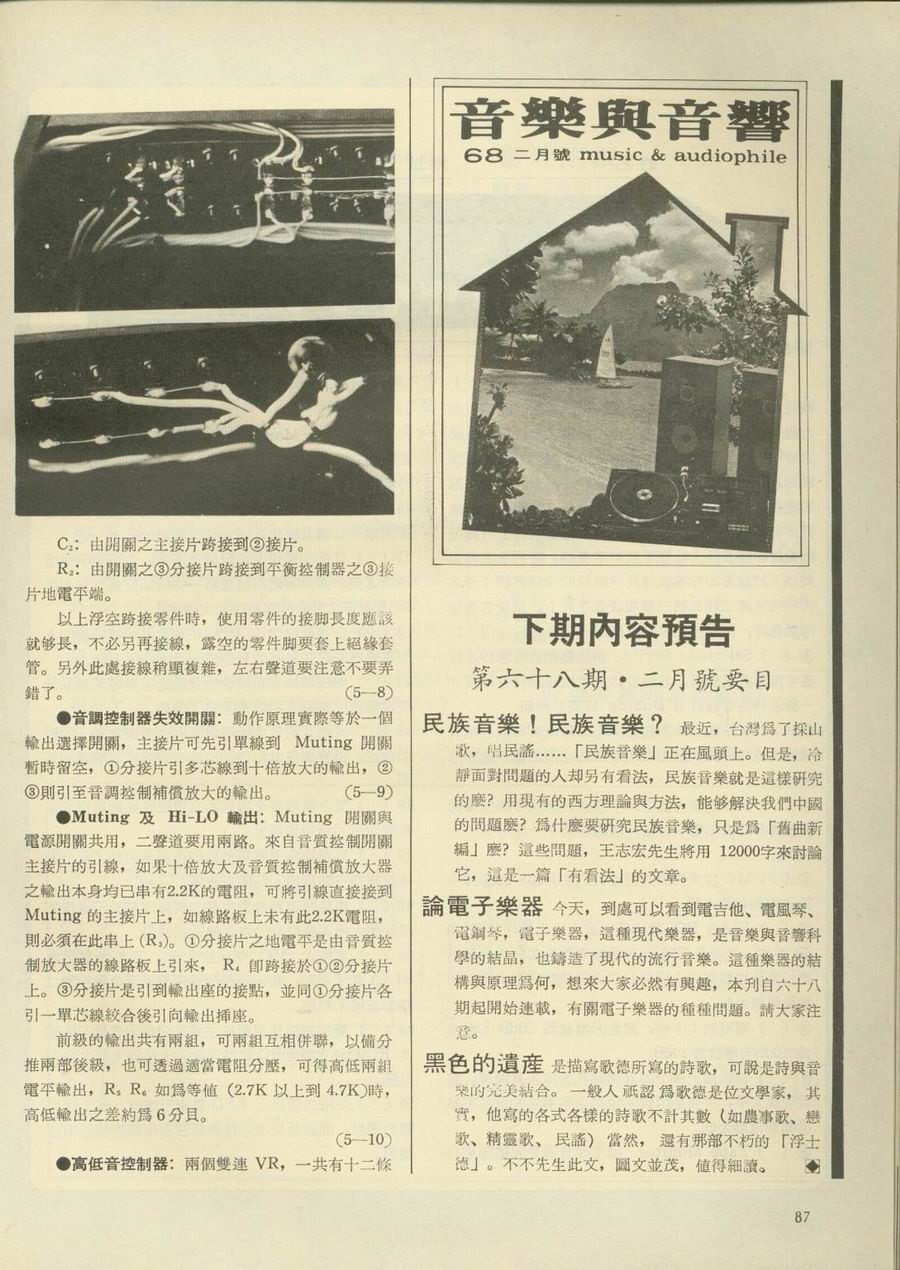 C₂：由開關之主接片跨接到②接片。
R₂：由開關之③分接片跨接到平衡控制器之③接
片地電平端。
以上浮空跨接零件時，使用零件的接脚長度應該
就够長，不必另再接線，露空的零件脚要套上絕緣套
管。另外此處接線稍顯複雜，左右聲道要注意不要弄
錯了。 (5—8)
●音調控制器失效開關：動作原理實際等於一個
輸出選擇開關，主接片可先引單線到 Muting 開關
暫時留空，①分接片引多芯線到十倍放大的輸出，②
③則引至音調控制補償放大的輸出。 (5—9)
●Muting 及 Hi-LO 輸出：Muting 開關與
電源開關共用，二聲道要用兩路。來自音質控制開關
主接片的引線，如果十倍放大及音質控制補償放大器
之輸出本身均已串有2.2K的電阻，可將引線直接接到
Muting 的主接片上，如線路板上未有此2.2K電阻，
則必須在此串上 (R₃)。①分接片之地電平是由音質控
制放大器的線路板上引來， R₄ 卽跨接於①②分接片
上。③分接片是引到輸出座的接點，並同①分接片各
引一單芯線絞合後引向輸出揷座。
前級的輸出共有兩組，可兩組互相併聯，以備分
推兩部後級，也可透過適當電阻分壓，可得高低兩組
電平輸出，R₅ R₆ 如爲等値 (2.7K 以上到 4.7K)時，
高低輸出之差約爲 6 分貝。
(5—10)
●高低音控制器：兩個雙連 VR，一共有十二條
音樂與音響
68 二月號 music & audiophile
下期內容預告
第六十八期・二月號要目
民族音樂！民族音樂？ 最近，台灣爲了採山
歌，唱民謠……「民族音樂」正在風頭上。但是，冷
靜面對問題的人却另有看法，民族音樂就是這樣硏究
的麽？用現有的西方理論與方法，能够解決我們中國
的問題麽？爲什麽要硏究民族音樂，只是爲「舊曲新
編」麽？這些問題，王志宏先生將用 12000字來討論
它，這是一篇「有看法」的文章。
論電子樂器 今天，到處可以看到電吉他、電風琴、
電鋼琴，電子樂器，這種現代樂器，是音樂與音響科
學的結晶，也鑄造了現代的流行音樂。這種樂器的結
構與原理爲何，想來大家必然有興趣，本刋自六十八
期起開始連載，有關電子樂器的種種問題。請大家注
意。
黑色的遺産 是描寫歌德所寫的詩歌，可說是詩與音
樂的完美結合。一般人祇認爲歌德是位文學家，其
實，他寫的各式各樣的詩歌不計其數（如農事歌、戀
歌、精靈歌、民謠）當然，還有那部不朽的「浮士
德」。不不先生此文，圖文並茂，値得細讀。
87